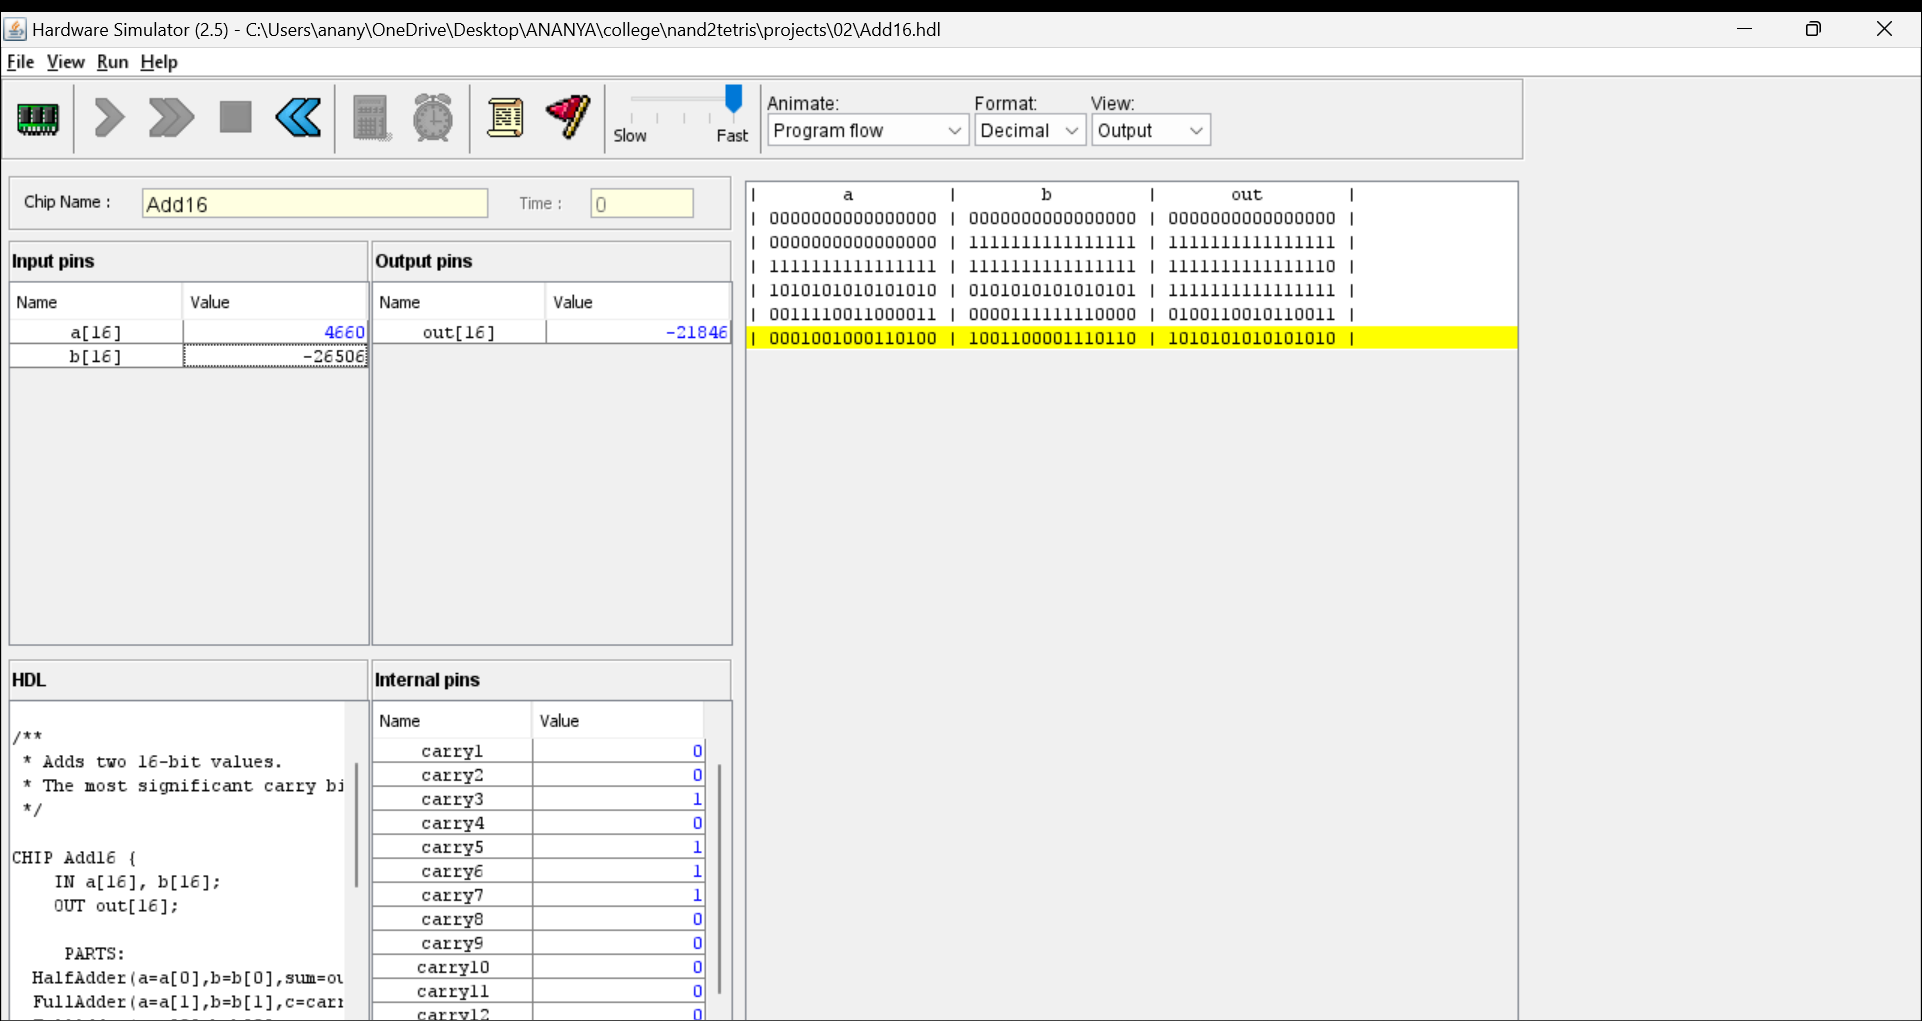 Hardware Simulator (2.5) - C:\Users\anany\OneDrive\Desktop\ANANYA\college\nand2tetris\projects\02\Add16.hdl
File View Run Help
Slow Fast
Animate: Format: View:
Program flow Decimal Output
Chip Name : Add16 Time : 0
Input pins
Name Value
a[16] 4660
b[16] -26506
Output pins
Name Value
out[16] -21846
HDL
/**
* Adds two 16-bit values.
* The most significant carry bi
*/
CHIP Add16 {
IN a[16], b[16];
OUT out[16];
PARTS:
HalfAdder(a=a[0],b=b[0],sum=ou
FullAdder(a=a[1],b=b[1],c=carr
Internal pins
Name Value
carry1 0
carry2 0
carry3 1
carry4 0
carry5 1
carry6 1
carry7 1
carry8 0
carry9 0
carry10 0
carry11 0
carry12 0
| a | b | out |
| 0000000000000000 | 0000000000000000 | 0000000000000000 |
| 0000000000000000 | 1111111111111111 | 1111111111111111 |
| 1111111111111111 | 1111111111111111 | 1111111111111110 |
| 1010101010101010 | 0101010101010101 | 1111111111111111 |
| 0011110011000011 | 0000111111110000 | 0100110010110011 |
| 0001001000110100 | 1001100001110110 | 1010101010101010 |